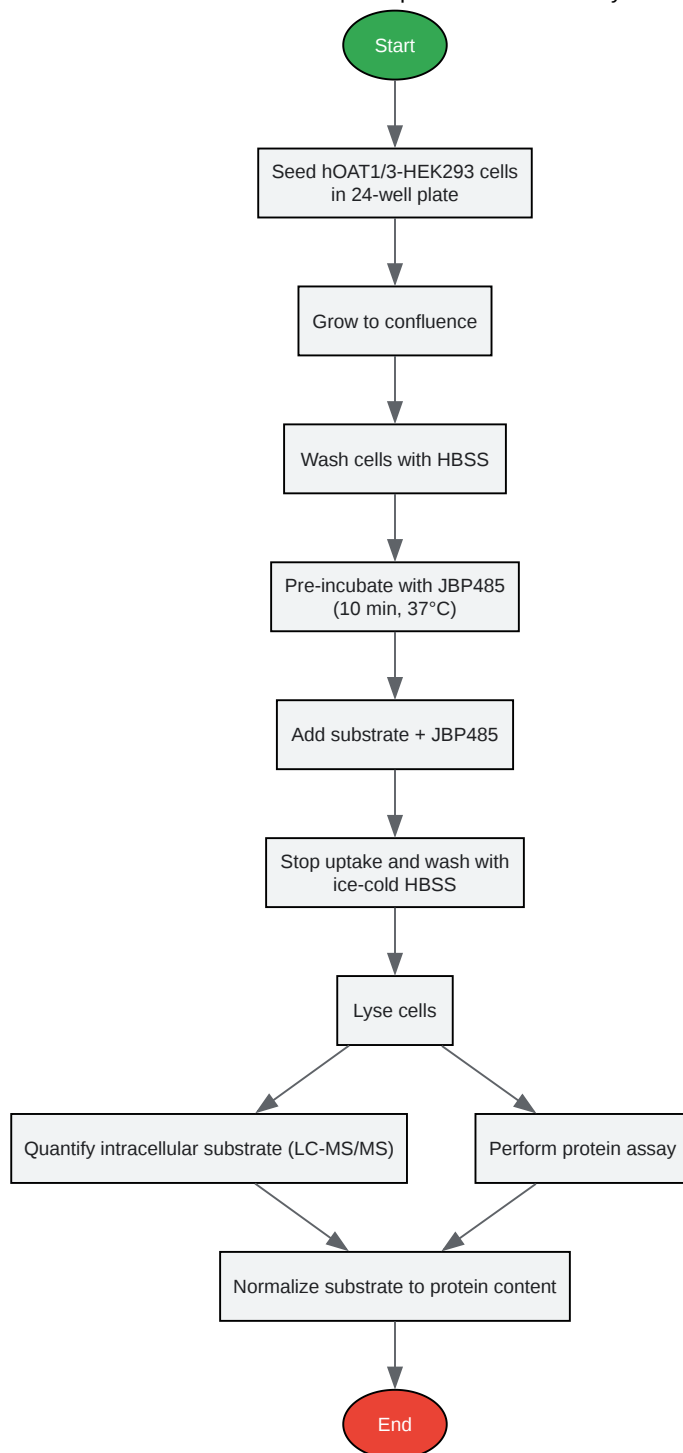 Start
Seed hOAT1/3-HEK293 cells
in 24-well plate
Grow to confluence
Wash cells with HBSS
Pre-incubate with JBP485
(10 min, 37°C)
Add substrate + JBP485
Stop uptake and wash with
ice-cold HBSS
Lyse cells
Quantify intracellular substrate (LC-MS/MS)
Perform protein assay
Normalize substrate to protein content
End